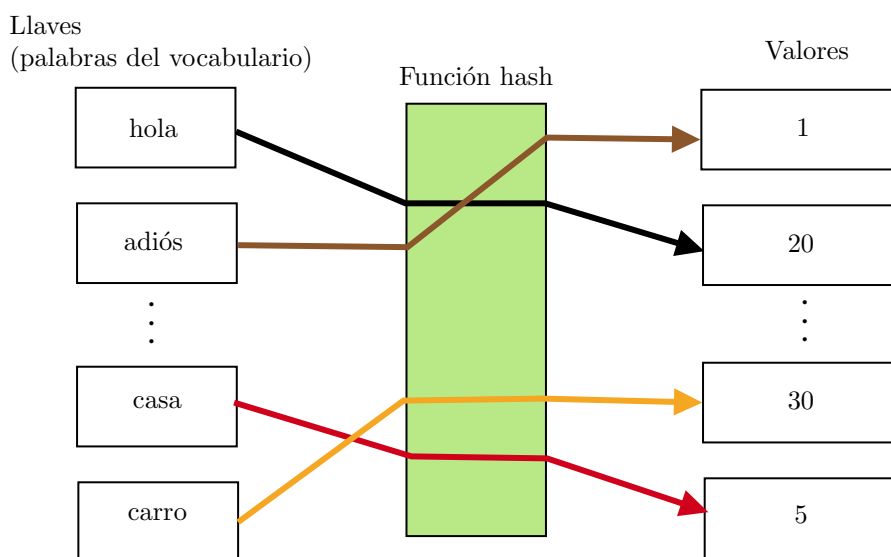 Llaves
(palabras del vocabulario)
Función hash
Valores
hola
1
adiós
20
casa
30
carro
5